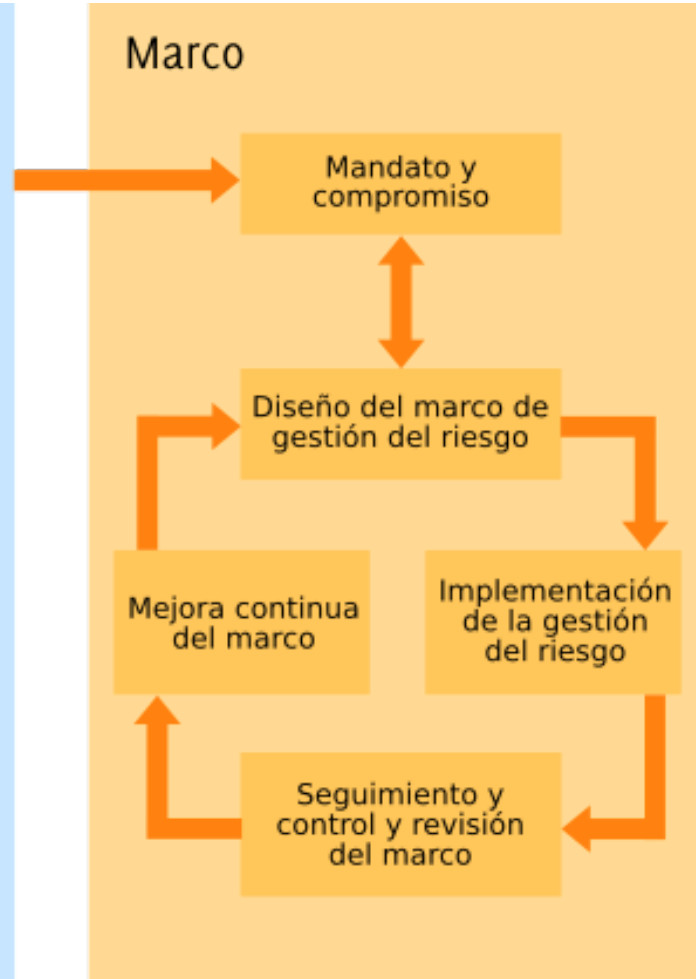 Marco
Mandato y
compromiso
Diseño del marco de
gestión del riesgo
Mejora continua
del marco
Implementación
de la gestión
del riesgo
Seguimiento y
control y revisión
del marco